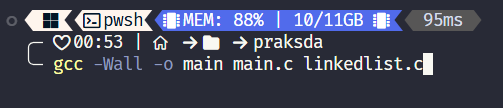 pwsh MEM: 88% | 10/11GB 95ms
00:53 | praksda
gcc -Wall -o main main.c linkedlist.c